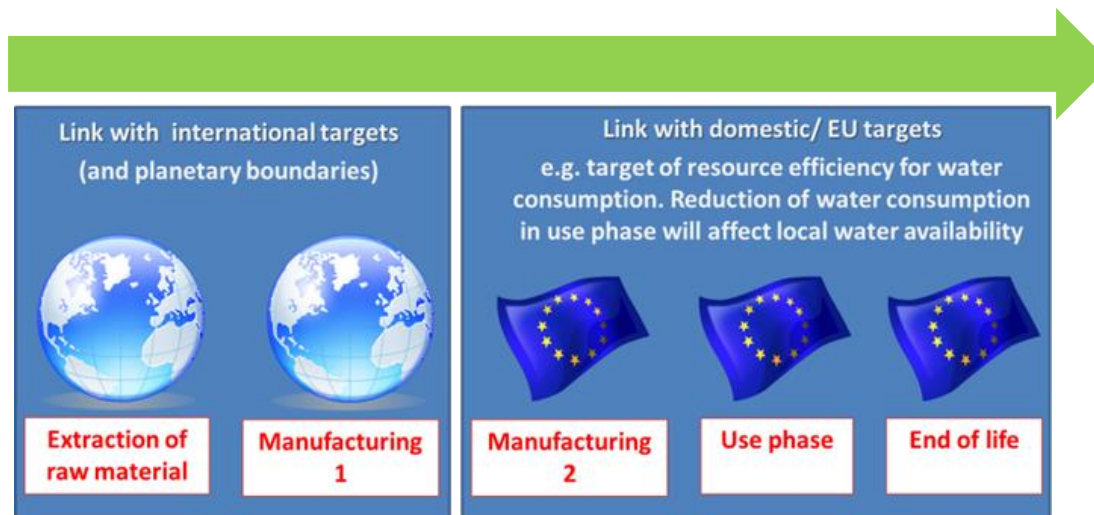 Link with international targets
(and planetary boundaries)
Link with domestic/ EU targets
e.g. target of resource efficiency for water
consumption. Reduction of water consumption
in use phase will affect local water availability
Extraction of
raw material
Manufacturing
1
Manufacturing
2
Use phase
End of life